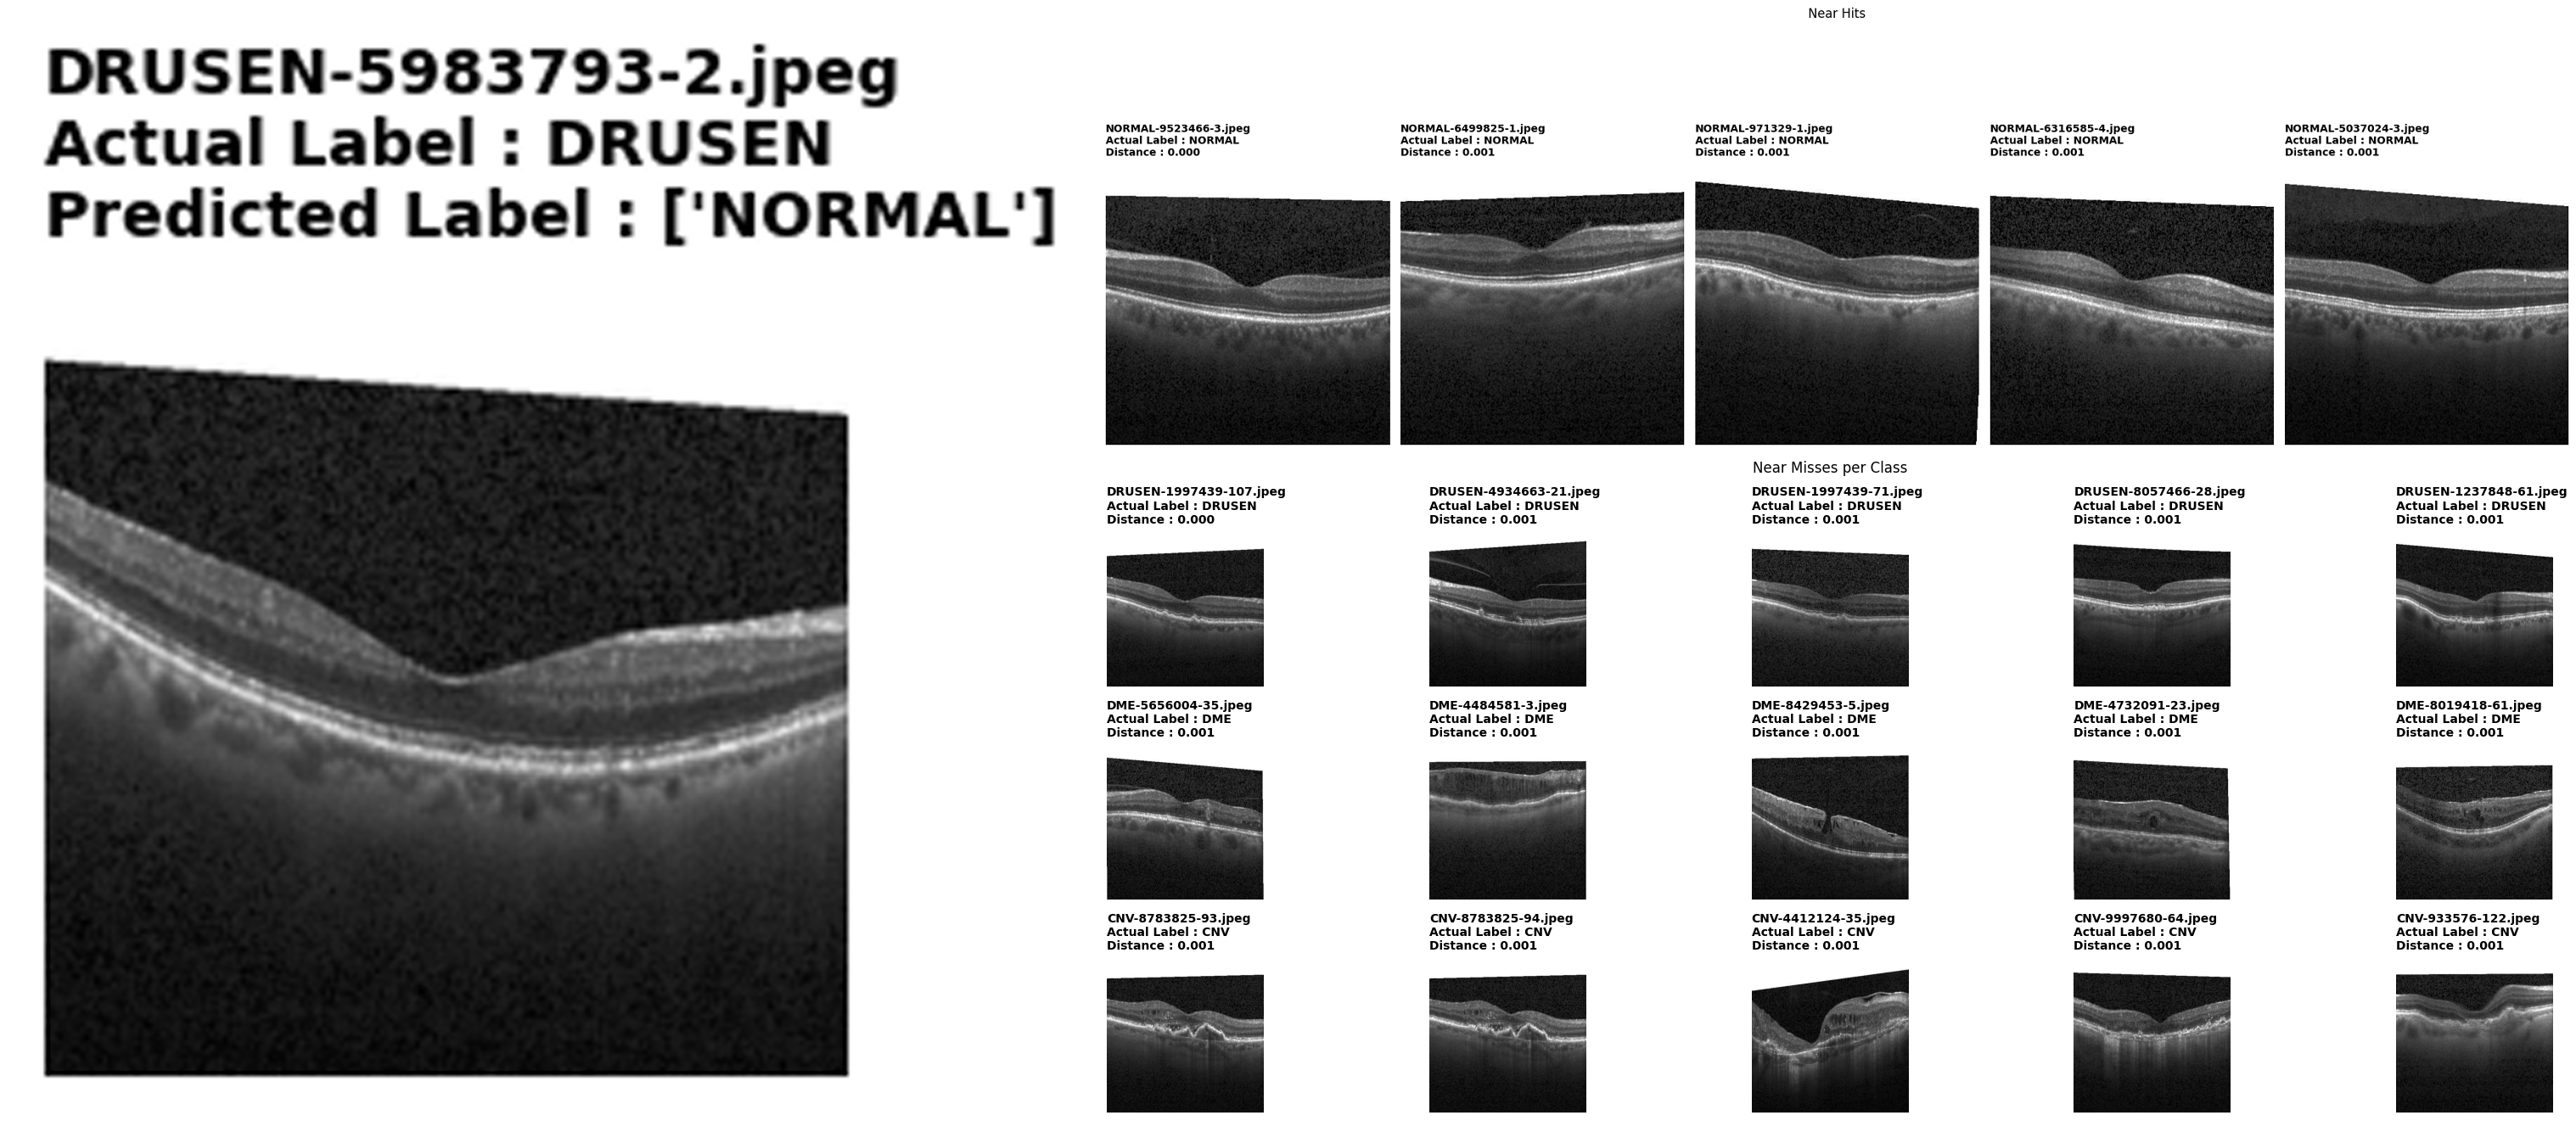 DRUSEN-5983793-2.jpeg
Actual Label : DRUSEN
Predicted Label : ['NORMAL']
Near Hits
NORMAL-9523466-3.jpeg
Actual Label : NORMAL
Distance : 0.000
NORMAL-6499825-1.jpeg
Actual Label : NORMAL
Distance : 0.001
NORMAL-971329-1.jpeg
Actual Label : NORMAL
Distance : 0.001
NORMAL-6316585-4.jpeg
Actual Label : NORMAL
Distance : 0.001
NORMAL-5037024-3.jpeg
Actual Label : NORMAL
Distance : 0.001
Near Misses per Class
DRUSEN-1997439-107.jpeg
Actual Label : DRUSEN
Distance : 0.000
DRUSEN-4934663-21.jpeg
Actual Label : DRUSEN
Distance : 0.001
DRUSEN-1997439-71.jpeg
Actual Label : DRUSEN
Distance : 0.001
DRUSEN-8057466-28.jpeg
Actual Label : DRUSEN
Distance : 0.001
DRUSEN-1237848-61.jpeg
Actual Label : DRUSEN
Distance : 0.001
DME-5656004-35.jpeg
Actual Label : DME
Distance : 0.001
DME-4484581-3.jpeg
Actual Label : DME
Distance : 0.001
DME-8429453-5.jpeg
Actual Label : DME
Distance : 0.001
DME-4732091-23.jpeg
Actual Label : DME
Distance : 0.001
DME-8019418-61.jpeg
Actual Label : DME
Distance : 0.001
CNV-8783825-93.jpeg
Actual Label : CNV
Distance : 0.001
CNV-8783825-94.jpeg
Actual Label : CNV
Distance : 0.001
CNV-4412124-35.jpeg
Actual Label : CNV
Distance : 0.001
CNV-9997680-64.jpeg
Actual Label : CNV
Distance : 0.001
CNV-933576-122.jpeg
Actual Label : CNV
Distance : 0.001